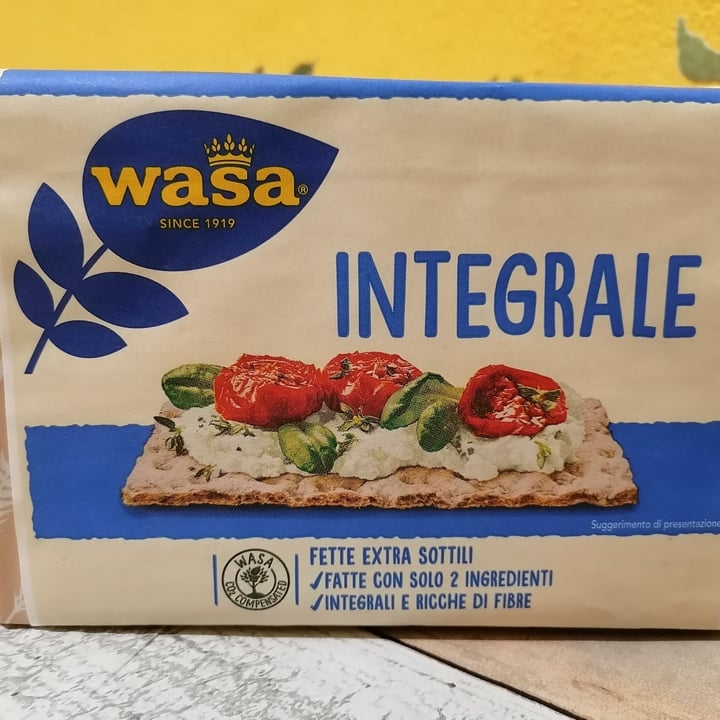 wasa®
SINCE 1919
INTEGRALE
Suggerimento di presentazione
WASA
CO2 COMPENSATED
FETTE EXTRA SOTTILI
✓FATTE CON SOLO 2 INGREDIENTI
✓INTEGRALI E RICCHE DI FIBRE